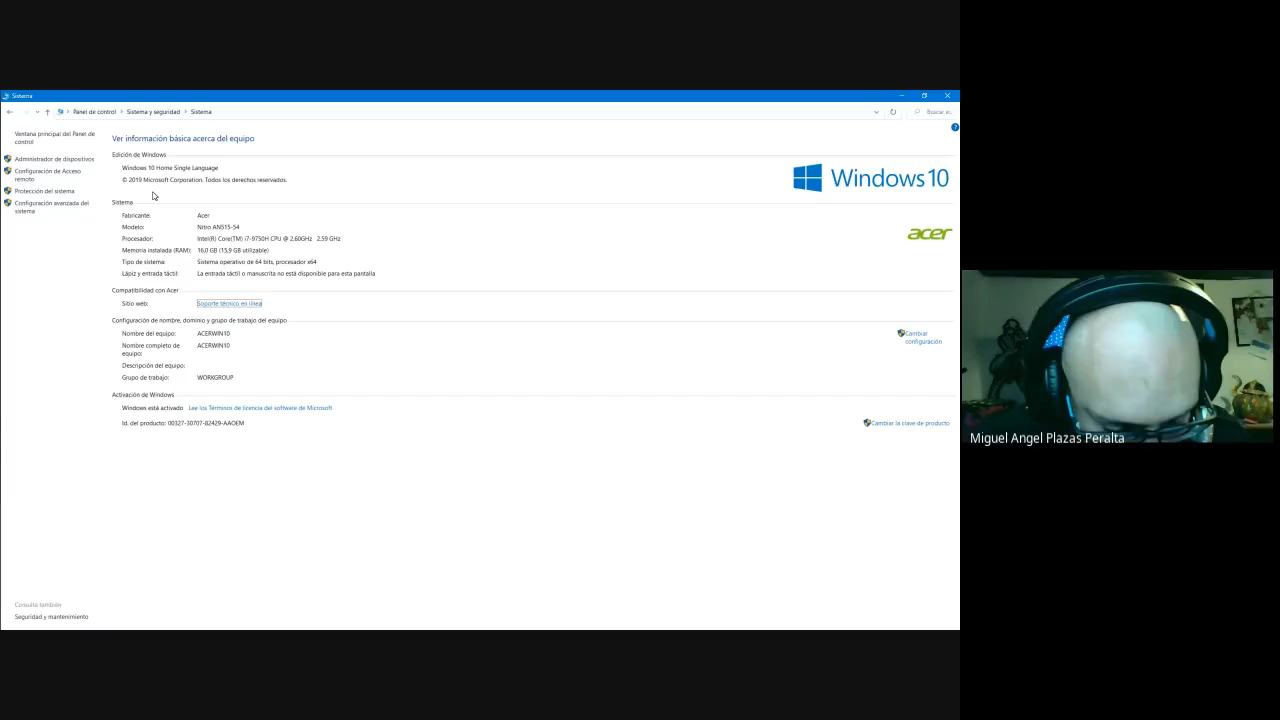 Sistema
Panel de control > Sistema y seguridad > Sistema
Buscar e...
Ventana principal del Panel de
control
Administrador de dispositivos
Configuración de Acceso
remoto
Protección del sistema
Configuración avanzada del
sistema
Ver información básica acerca del equipo
Edición de Windows
Windows 10 Home Single Language
© 2019 Microsoft Corporation. Todos los derechos reservados.
Windows 10
Sistema
Fabricante: Acer
Modelo: Nitro AN515-54
Procesador: Intel(R) Core(TM) i7-9750H CPU @ 2.60GHz 2.59 GHz
Memoria instalada (RAM): 16,0 GB (15,9 GB utilizable)
Tipo de sistema: Sistema operativo de 64 bits, procesador x64
Lápiz y entrada táctil: La entrada táctil o manuscrita no está disponible para esta pantalla
acer
Compatibilidad con Acer
Sitio web: Soporte técnico en línea
Configuración de nombre, dominio y grupo de trabajo del equipo
Nombre del equipo: ACERWIN10
Nombre completo de
equipo: ACERWIN10
Descripción del equipo:
Grupo de trabajo: WORKGROUP
Cambiar
configuración
Activación de Windows
Windows está activado Lee los Términos de licencia del software de Microsoft
Id. del producto: 00327-30707-82429-AAOEM
Cambiar la clave de producto
Consulta también
Seguridad y mantenimiento
Miguel Angel Plazas Peralta